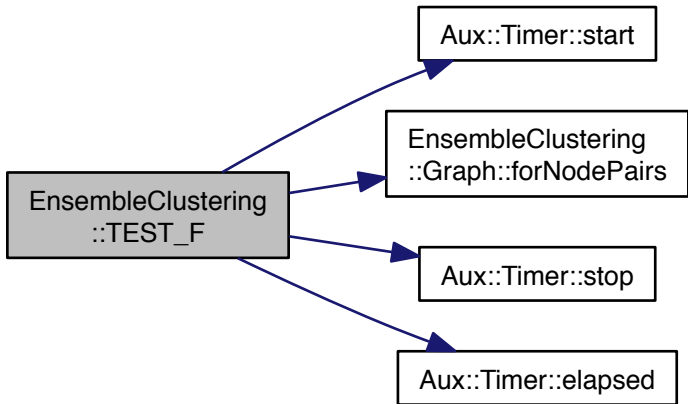 Aux::Timer::start
EnsembleClustering
::Graph::forNodePairs
EnsembleClustering
::TEST_F
Aux::Timer::stop
Aux::Timer::elapsed